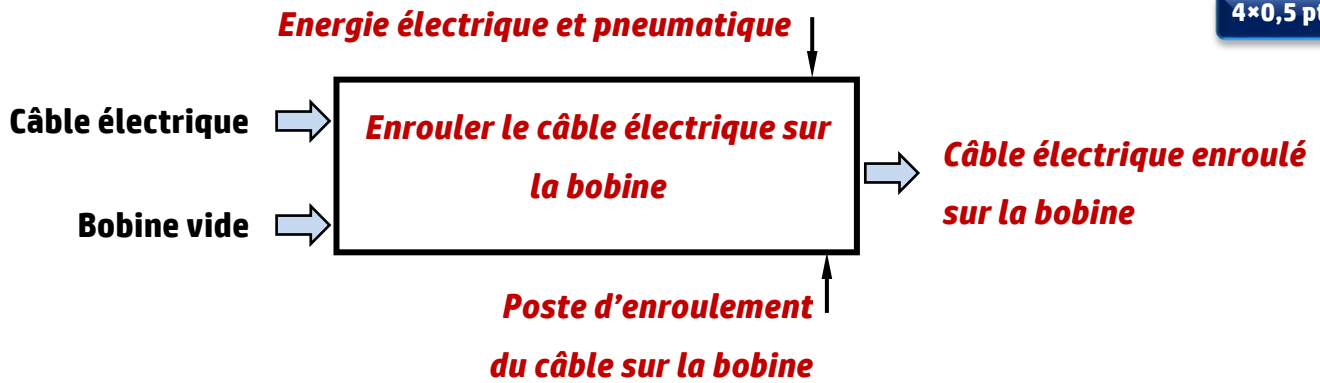 4×0,5 pt
Energie électrique et pneumatique
Câble électrique
Enrouler le câble électrique sur
la bobine
Câble électrique enroulé
sur la bobine
Bobine vide
Poste d’enroulement
du câble sur la bobine